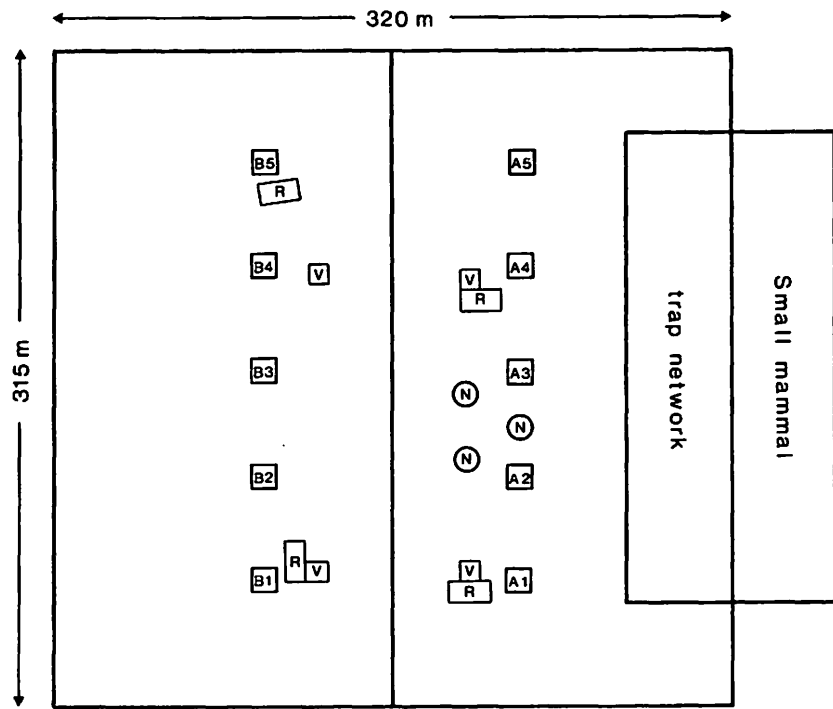 320 m
315 m
B5
A5
R
B4
V
V
A4
R
B3
A3
N
N
N
B2
A2
R
V
V
B1
R
A1
trap network
Small mammal